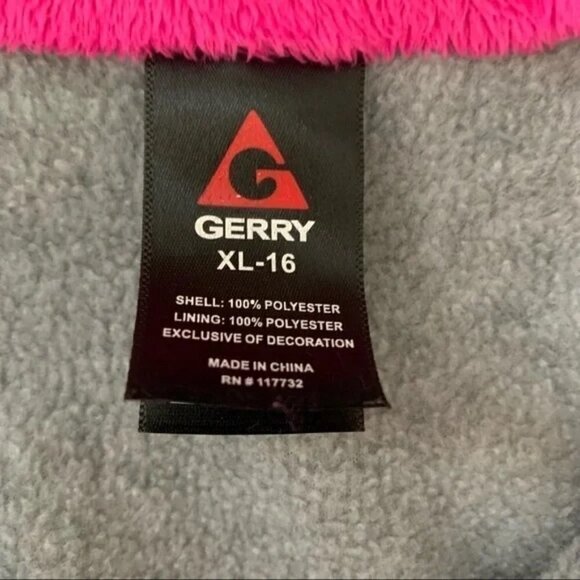 GERRY
XL-16
SHELL: 100% POLYESTER
LINING: 100% POLYESTER
EXCLUSIVE OF DECORATION
MADE IN CHINA
RN # 117732